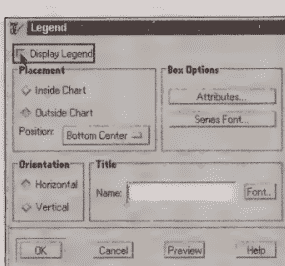 Legend
Display Legend
Placement
Inside Chart
Outside Chart
Position: Bottom Center
Box Options
Attributes...
Series Font...
Orientation
Horizontal
Vertical
Title
Name:
Font..
OK
Cancel
Preview
Help